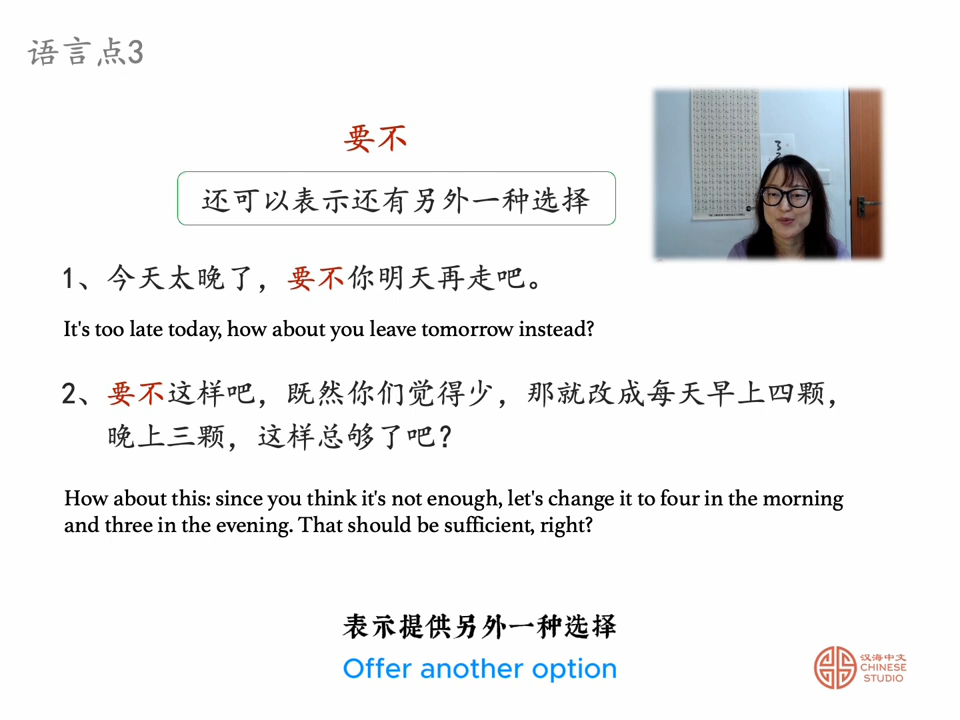 语言点3
要不
还可以表示还有另外一种选择
1、今天太晚了，要不你明天再走吧。
It's too late today, how about you leave tomorrow instead?
2、要不这样吧，既然你们觉得少，那就改成每天早上四颗，
晚上三颗，这样总够了吧？
How about this: since you think it's not enough, let's change it to four in the morning
and three in the evening. That should be sufficient, right?
表示提供另外一种选择
Offer another option
汉海中文
CHINESE
STUDIO